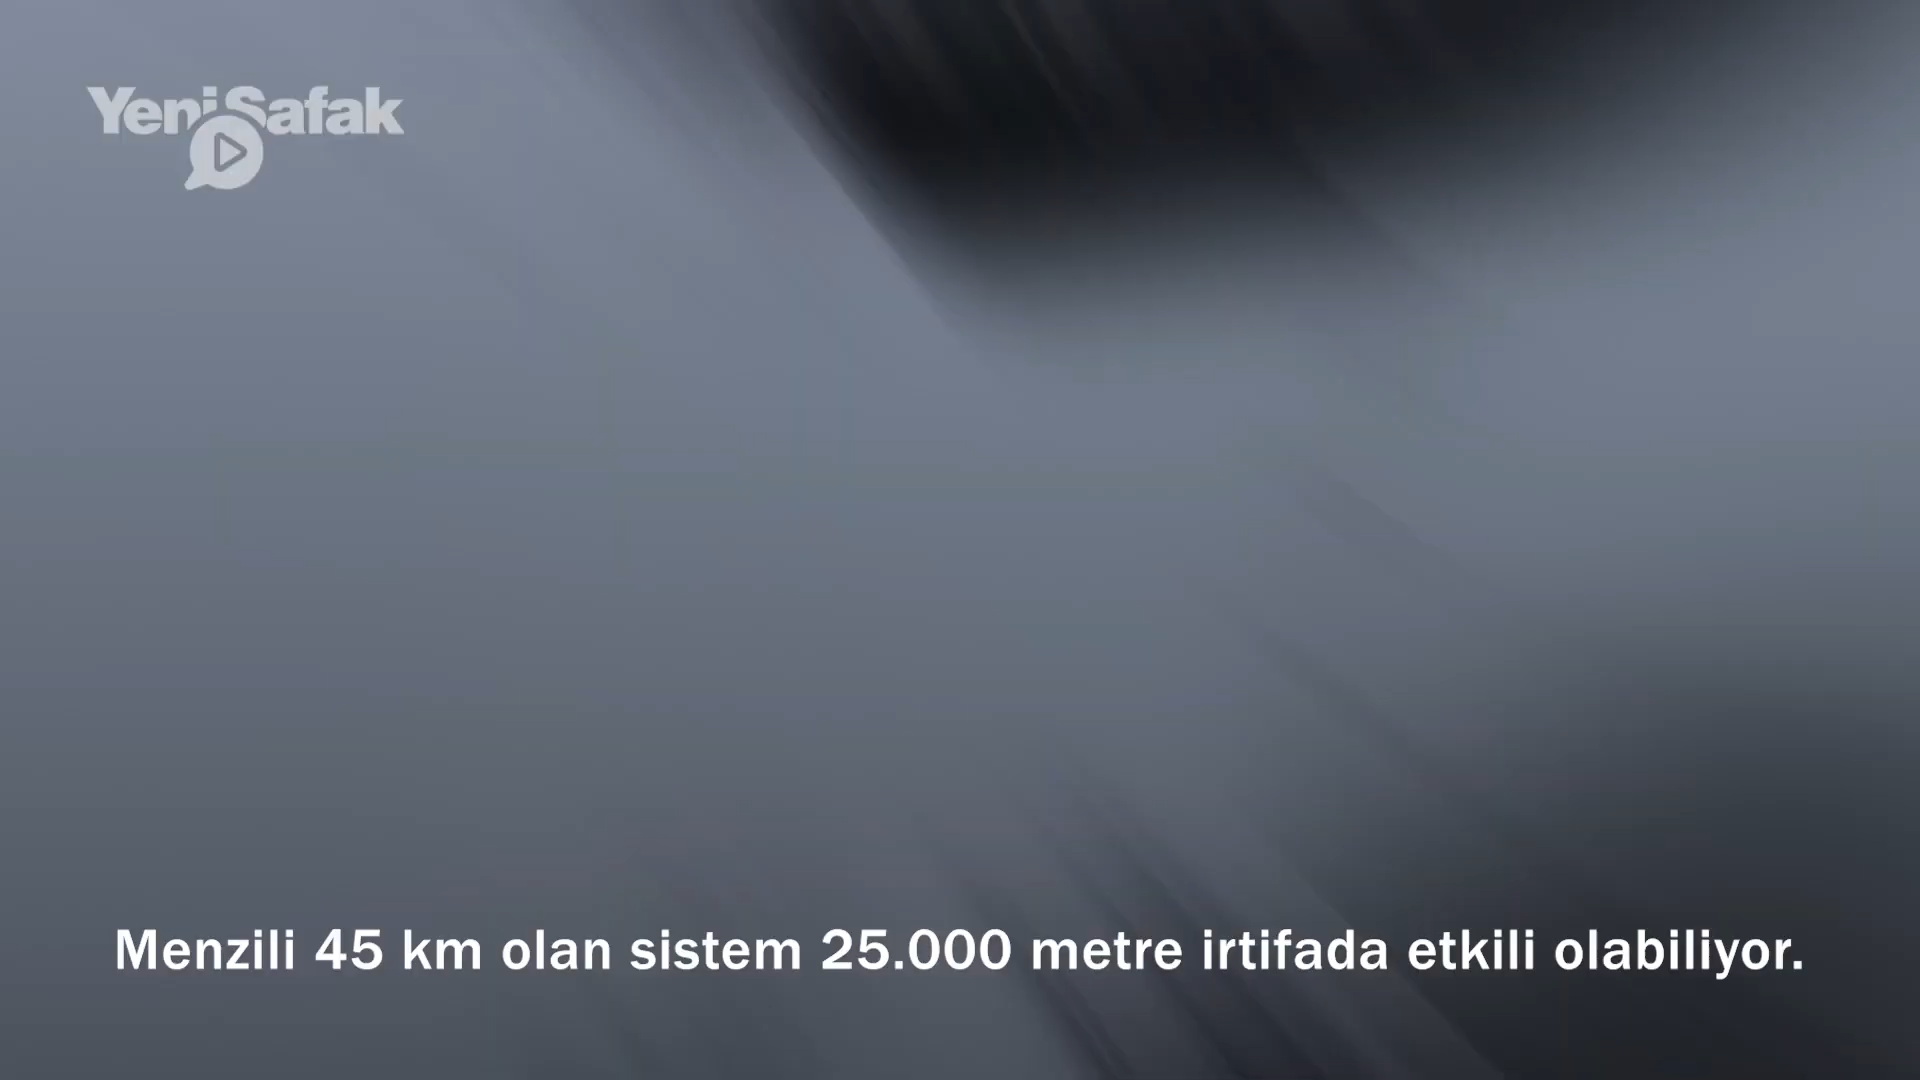 YeniSafak
Menzili 45 km olan sistem 25.000 metre irtifada etkili olabiliyor.